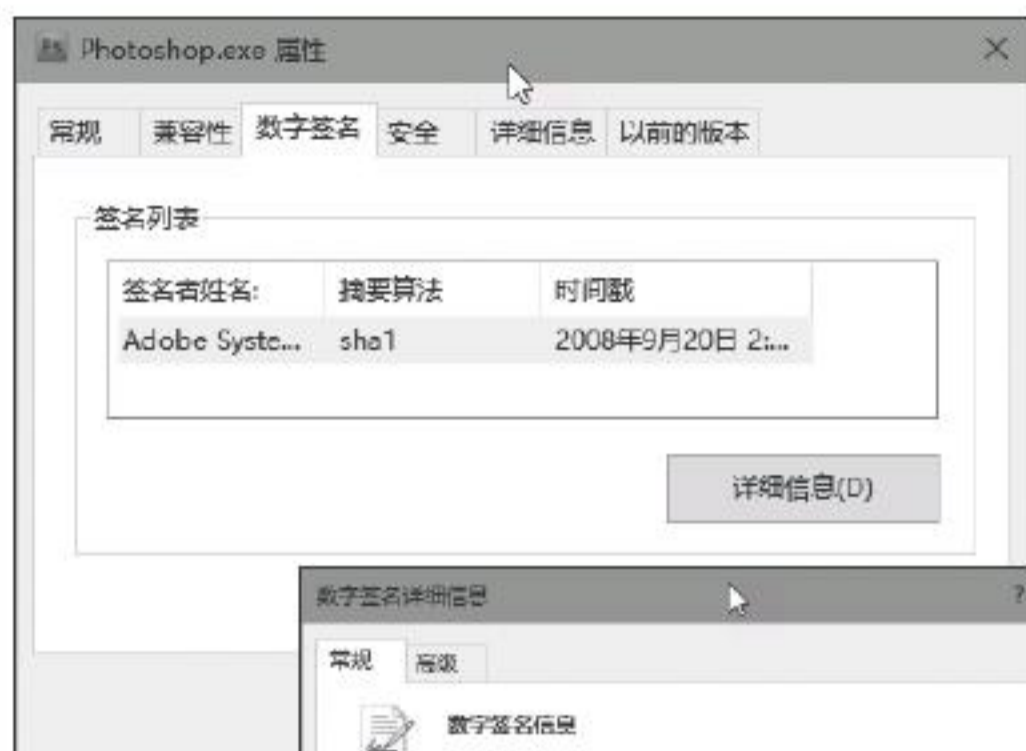 Photoshop.exe 属性
常规 兼容性 数字签名 安全 详细信息 以前的版本
签名列表
签名者姓名: 摘要算法 时间戳
Adobe Syste... sha1 2008年9月20日 2:...
详细信息(D)
数字签名详细信息 ?
常规 高级
数字签名信息